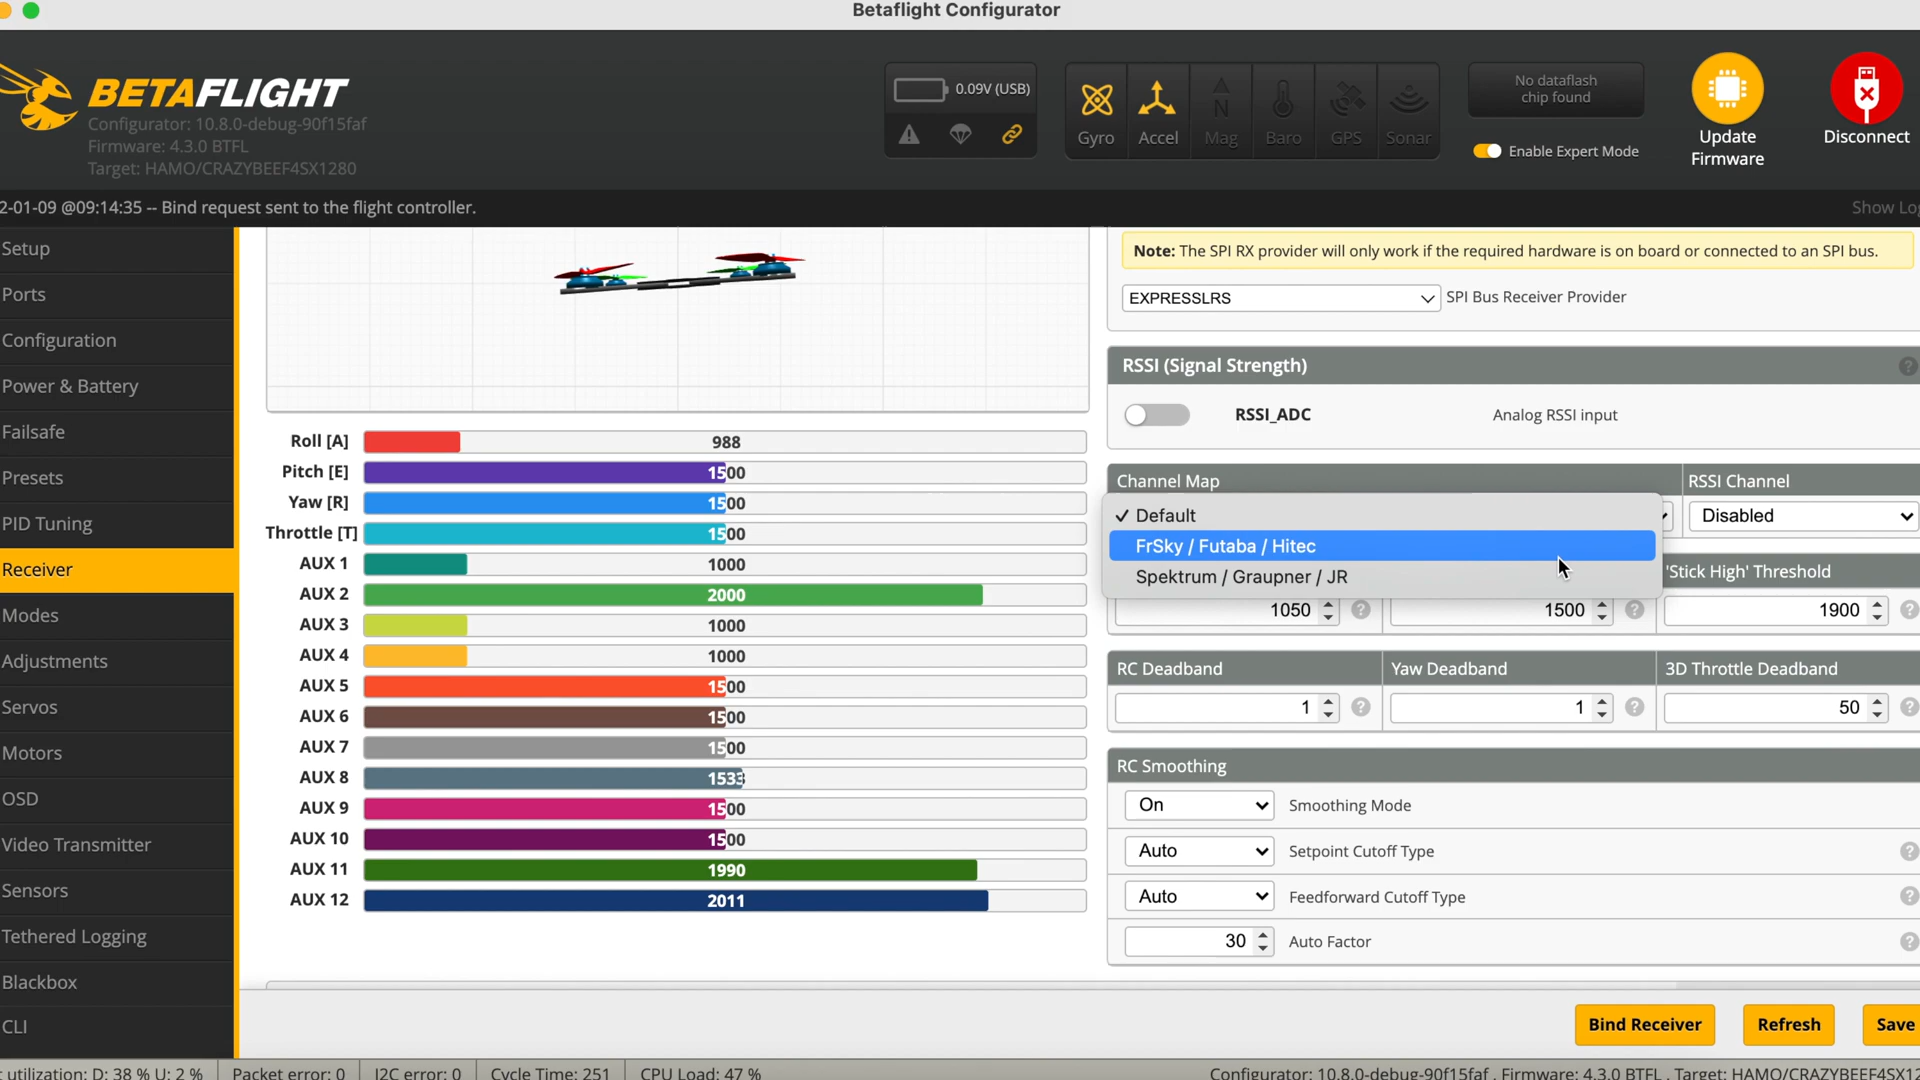 Betaflight Configurator
BETAFLIGHT
Configurator: 10.8.0-debug-90f15faf
Firmware: 4.3.0 BTFL
Target: HAMO/CRAZYBEEF4SX1280
0.09V (USB)
Gyro
Accel
N
Mag
Baro
GPS
Sonar
No dataflash
chip found
Enable Expert Mode
Update
Firmware
Disconnect
2-01-09 @09:14:35 -- Bind request sent to the flight controller.
Show Log
Setup
Ports
Configuration
Power & Battery
Failsafe
Presets
PID Tuning
Receiver
Modes
Adjustments
Servos
Motors
OSD
Video Transmitter
Sensors
Tethered Logging
Blackbox
CLI
Roll [A] 988
Pitch [E] 1500
Yaw [R] 1500
Throttle [T] 1500
AUX 1 1000
AUX 2 2000
AUX 3 1000
AUX 4 1000
AUX 5 1500
AUX 6 1500
AUX 7 1500
AUX 8 1533
AUX 9 1500
AUX 10 1500
AUX 11 1990
AUX 12 2011
Note: The SPI RX provider will only work if the required hardware is on board or connected to an SPI bus.
EXPRESSLRS SPI Bus Receiver Provider
RSSI (Signal Strength) ?
RSSI_ADC Analog RSSI input
Channel Map RSSI Channel
✓ Default
FrSky / Futaba / Hitec
Spektrum / Graupner / JR
Disabled
'Stick High' Threshold
1050 ? 1500 ? 1900 ?
RC Deadband Yaw Deadband 3D Throttle Deadband
1 ? 1 ? 50 ?
RC Smoothing
On Smoothing Mode
Auto Setpoint Cutoff Type ?
Auto Feedforward Cutoff Type ?
30 Auto Factor ?
Bind Receiver
Refresh
Save
utilization: D: 38 % U: 2 %
Packet error: 0
I2C error: 0
Cycle Time: 251
CPU Load: 47 %
Configurator: 10.8.0-debug-90f15faf , Firmware: 4.3.0 BTFL , Target: HAMO/CRAZYBEEF4SX12